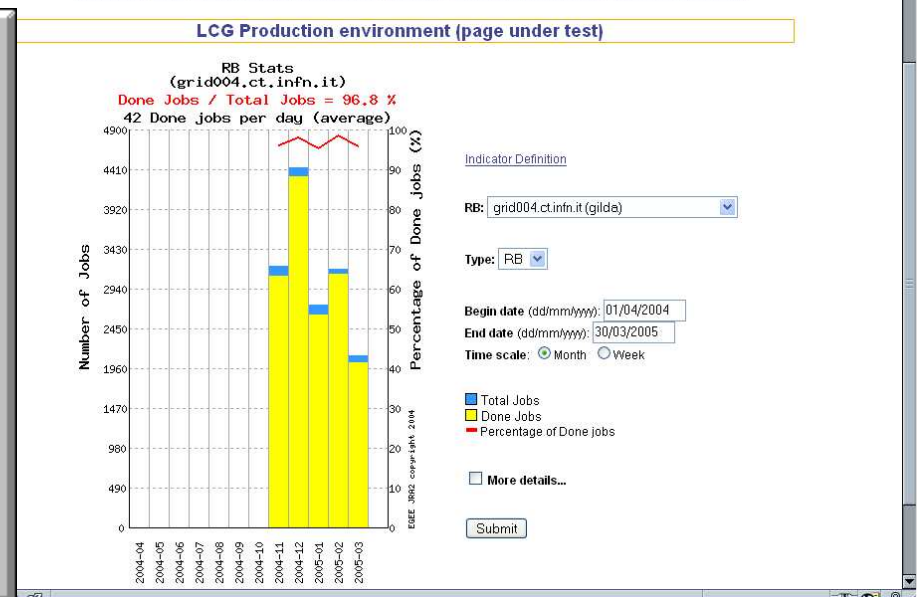 LCG Production environment (page under test)
RB Stats
(grid004.ct.infn.it)
Done Jobs / Total Jobs = 96.8 %
42 Done jobs per day (average)
Number of Jobs
4900
4410
3920
3430
2940
2450
1960
1470
980
490
0
100
90
80
70
60
50
40
30
20
10
0
Percentage of Done jobs (%)
EGEE JRA2 copyright 2004
2004-04
2004-05
2004-06
2004-07
2004-08
2004-09
2004-10
2004-11
2004-12
2005-01
2005-02
2005-03
Indicator Definition
RB: grid004.ct.infn.it (gilda)
Type: RB
Begin date (dd/mm/yyyy): 01/04/2004
End date (dd/mm/yyyy): 30/03/2005
Time scale: Month Week
Total Jobs
Done Jobs
Percentage of Done jobs
More details...
Submit